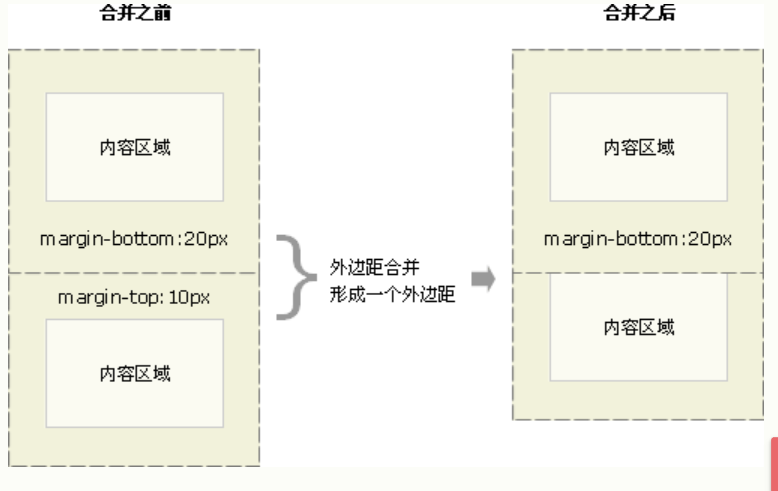 合并之前
合并之后
内容区域
margin-bottom:20px
margin-top:10px
内容区域
外边距合并
形成一个外边距
内容区域
margin-bottom:20px
内容区域